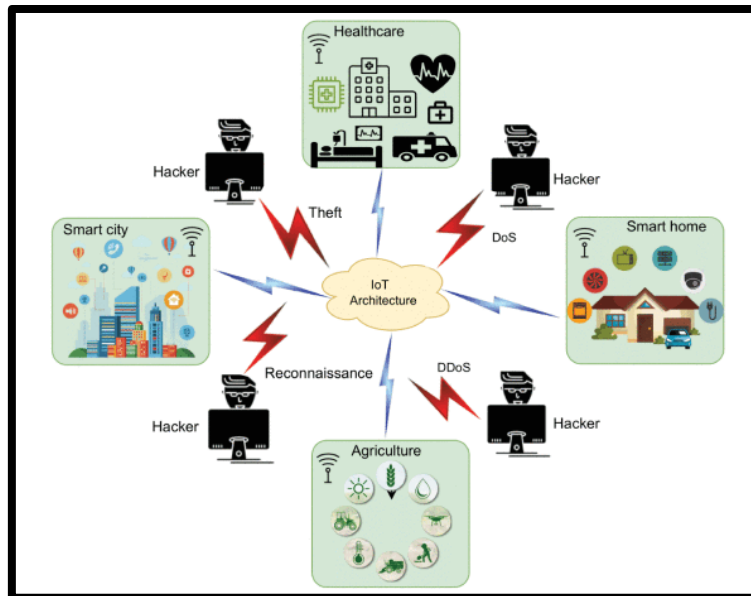 Healthcare
Hacker
Theft
Hacker
DoS
Smart city
Smart home
IoT
Architecture
Reconnaissance
DDoS
Hacker
Hacker
Agriculture